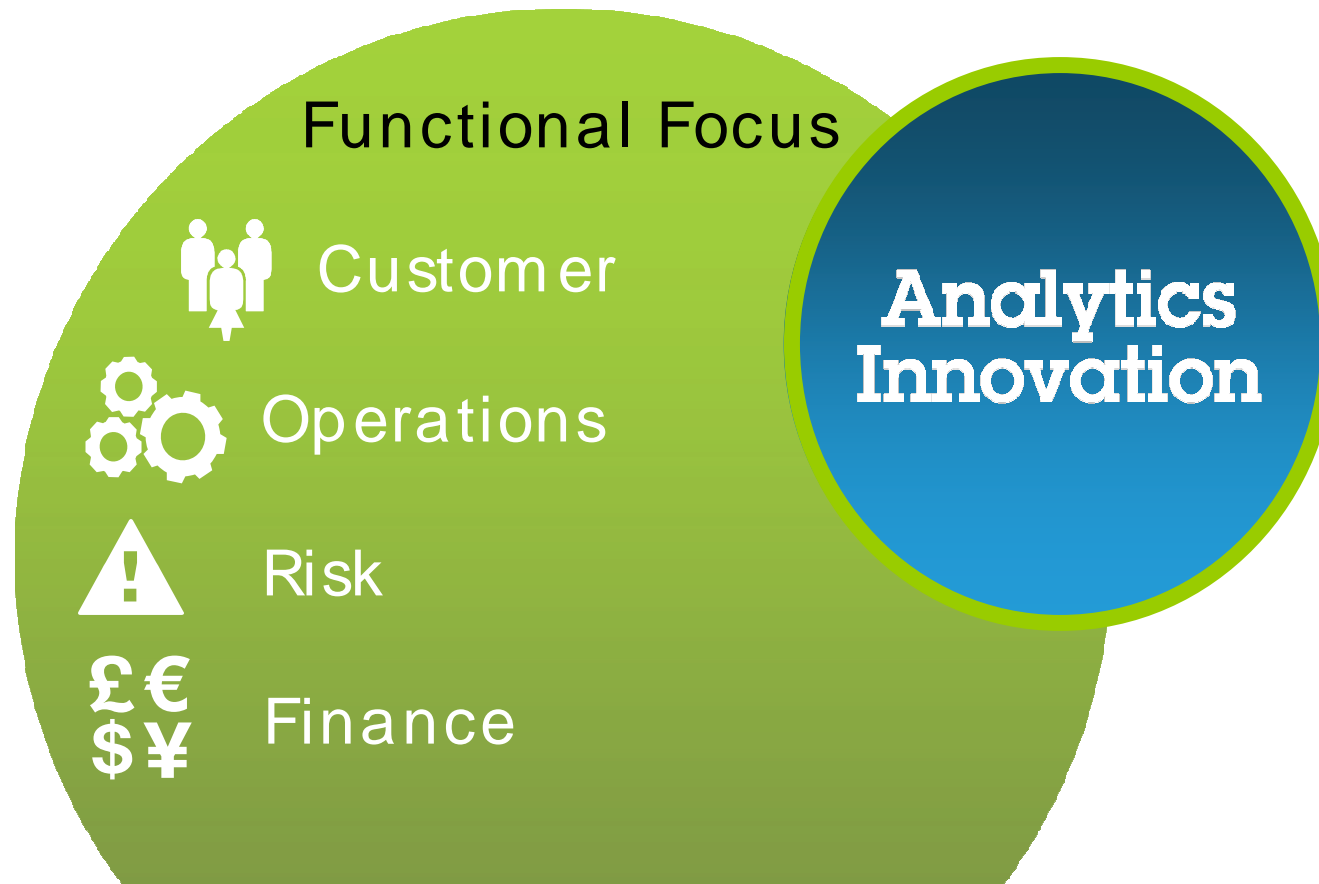 Functional Focus
Customer
Analytics
Innovation
Operations
!
Risk
£€
$¥
Finance